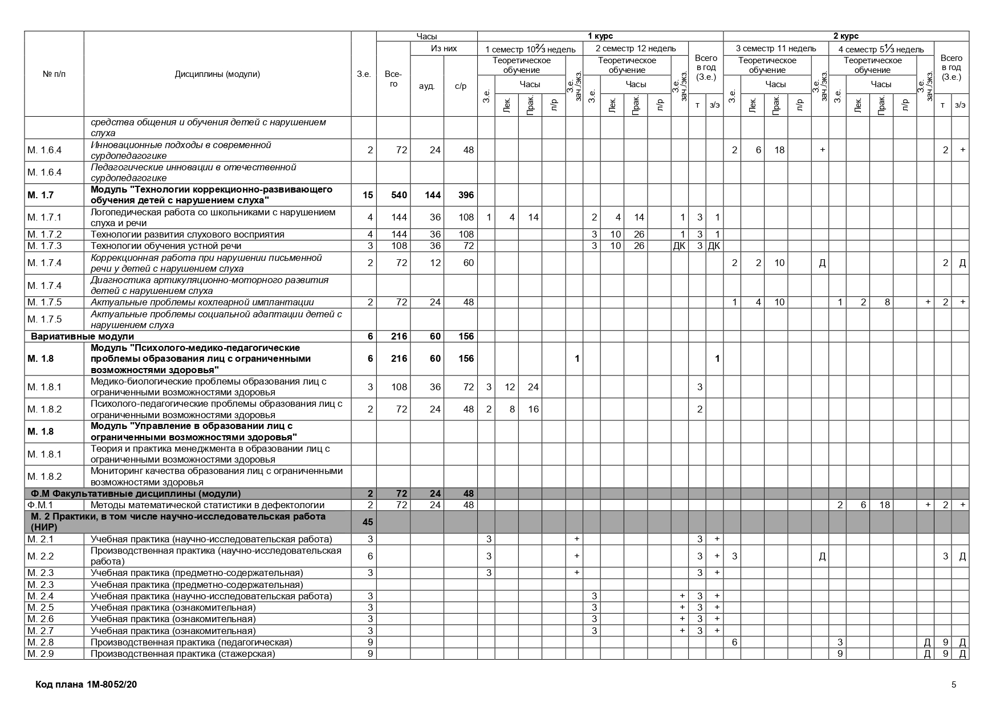 Часы 1 курс 2 курс
Из них 1 семестр 10⅔ недель 2 семестр 12 недель Всего в год (З.е.) 3 семестр 11 недель 4 семестр 5⅓ недель Всего в год (З.е.)
№ п/п Дисциплины (модули) З.е. Все-го ауд. с/р
Теоретическое обучение З.е. зач./экз. Теоретическое обучение З.е. зач./экз. Теоретическое обучение З.е. зач./экз. Теоретическое обучение З.е. зач./экз.
З.е. Часы З.е. Часы З.е. Часы З.е. Часы
Лек. Прак. л/р Лек. Прак. л/р т з/э Лек. Прак. л/р Лек. Прак. л/р т з/э
средства общения и обучения детей с нарушением
слуха
М. 1.6.4 Инновационные подходы в современной
сурдопедагогике 2 72 24 48 2 6 18 + 2 +
М. 1.6.4 Педагогические инновации в отечественной
сурдопедагогике
М. 1.7 Модуль "Технологии коррекционно-развивающего
обучения детей с нарушением слуха" 15 540 144 396
М. 1.7.1 Логопедическая работа со школьниками с нарушением
слуха и речи 4 144 36 108 1 4 14 2 4 14 1 3 1
М. 1.7.2 Технологии развития слухового восприятия 4 144 36 108 3 10 26 1 3 1
М. 1.7.3 Технологии обучения устной речи 3 108 36 72 3 10 26 ДК 3 ДК
М. 1.7.4 Коррекционная работа при нарушении письменной
речи у детей с нарушением слуха 2 72 12 60 2 2 10 Д 2 Д
М. 1.7.4 Диагностика артикуляционно-моторного развития
детей с нарушением слуха
М. 1.7.5 Актуальные проблемы кохлеарной имплантации 2 72 24 48 1 4 10 1 2 8 + 2 +
М. 1.7.5 Актуальные проблемы социальной адаптации детей с
нарушением слуха
Вариативные модули 6 216 60 156
М. 1.8 Модуль "Психолого-медико-педагогические
проблемы образования лиц с ограниченными
возможностями здоровья" 6 216 60 156 1 1
М. 1.8.1 Медико-биологические проблемы образования лиц с
ограниченными возможностями здоровья 3 108 36 72 3 12 24 3
М. 1.8.2 Психолого-педагогические проблемы образования лиц с
ограниченными возможностями здоровья 2 72 24 48 2 8 16 2
М. 1.8 Модуль "Управление в образовании лиц с
ограниченными возможностями здоровья"
М. 1.8.1 Теория и практика менеджмента в образовании лиц с
ограниченными возможностями здоровья
М. 1.8.2 Мониторинг качества образования лиц с ограниченными
возможностями здоровья
Ф.М Факультативные дисциплины (модули) 2 72 24 48
Ф.М.1 Методы математической статистики в дефектологии 2 72 24 48 2 6 18 + 2 +
М. 2 Практики, в том числе научно-исследовательская работа
(НИР) 45
М. 2.1 Учебная практика (научно-исследовательская работа) 3 3 + 3 +
М. 2.2 Производственная практика (научно-исследовательская
работа) 6 3 + 3 + 3 Д 3 Д
М. 2.3 Учебная практика (предметно-содержательная) 3 3 + 3 +
М. 2.3 Учебная практика (предметно-содержательная)
М. 2.4 Учебная практика (научно-исследовательская работа) 3 3 + 3 +
М. 2.5 Учебная практика (ознакомительная) 3 3 + 3 +
М. 2.6 Учебная практика (ознакомительная) 3 3 + 3 +
М. 2.7 Учебная практика (ознакомительная) 3 3 + 3 +
М. 2.8 Производственная практика (педагогическая) 9 6 3 Д 9 Д
М. 2.9 Производственная практика (стажерская) 9 9 Д 9 Д
Код плана 1М-8052/20 5